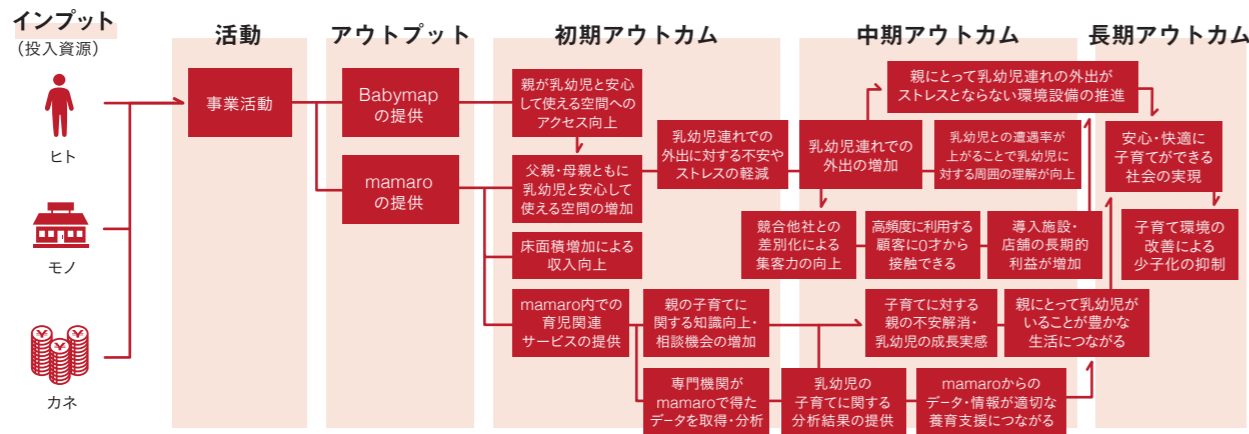 インプット
（投入資源）
ヒト
モノ
カネ
活動
事業活動
アウトプット
Babymap
の提供
mamaro
の提供
初期アウトカム
親が乳幼児と安心
して使える空間への
アクセス向上
父親・母親ともに
乳幼児と安心して
使える空間の増加
床面積増加による
収入向上
mamaro内での
育児関連
サービスの提供
乳幼児連れでの
外出に対する不安や
ストレスの軽減
親の子育てに
関する知識向上・
相談機会の増加
専門機関が
mamaroで得た
データを取得・分析
中期アウトカム
親にとって乳幼児連れの外出が
ストレスとならない環境設備の推進
乳幼児連れでの
外出の増加
乳幼児との遭遇率が
上がることで乳幼児に
対する周囲の理解が向上
競合他社との
差別化による
集客力の向上
高頻度に利用する
顧客に0才から
接触できる
導入施設・
店舗の長期的
利益が増加
子育てに対する
親の不安解消・
乳幼児の成長実感
親にとって乳幼児が
いることが豊かな
生活につながる
乳幼児の
子育てに関する
分析結果の提供
mamaroからの
データ・情報が適切な
養育支援につながる
長期アウトカム
安心・快適に
子育てができる
社会の実現
子育て環境の
改善による
少子化の抑制